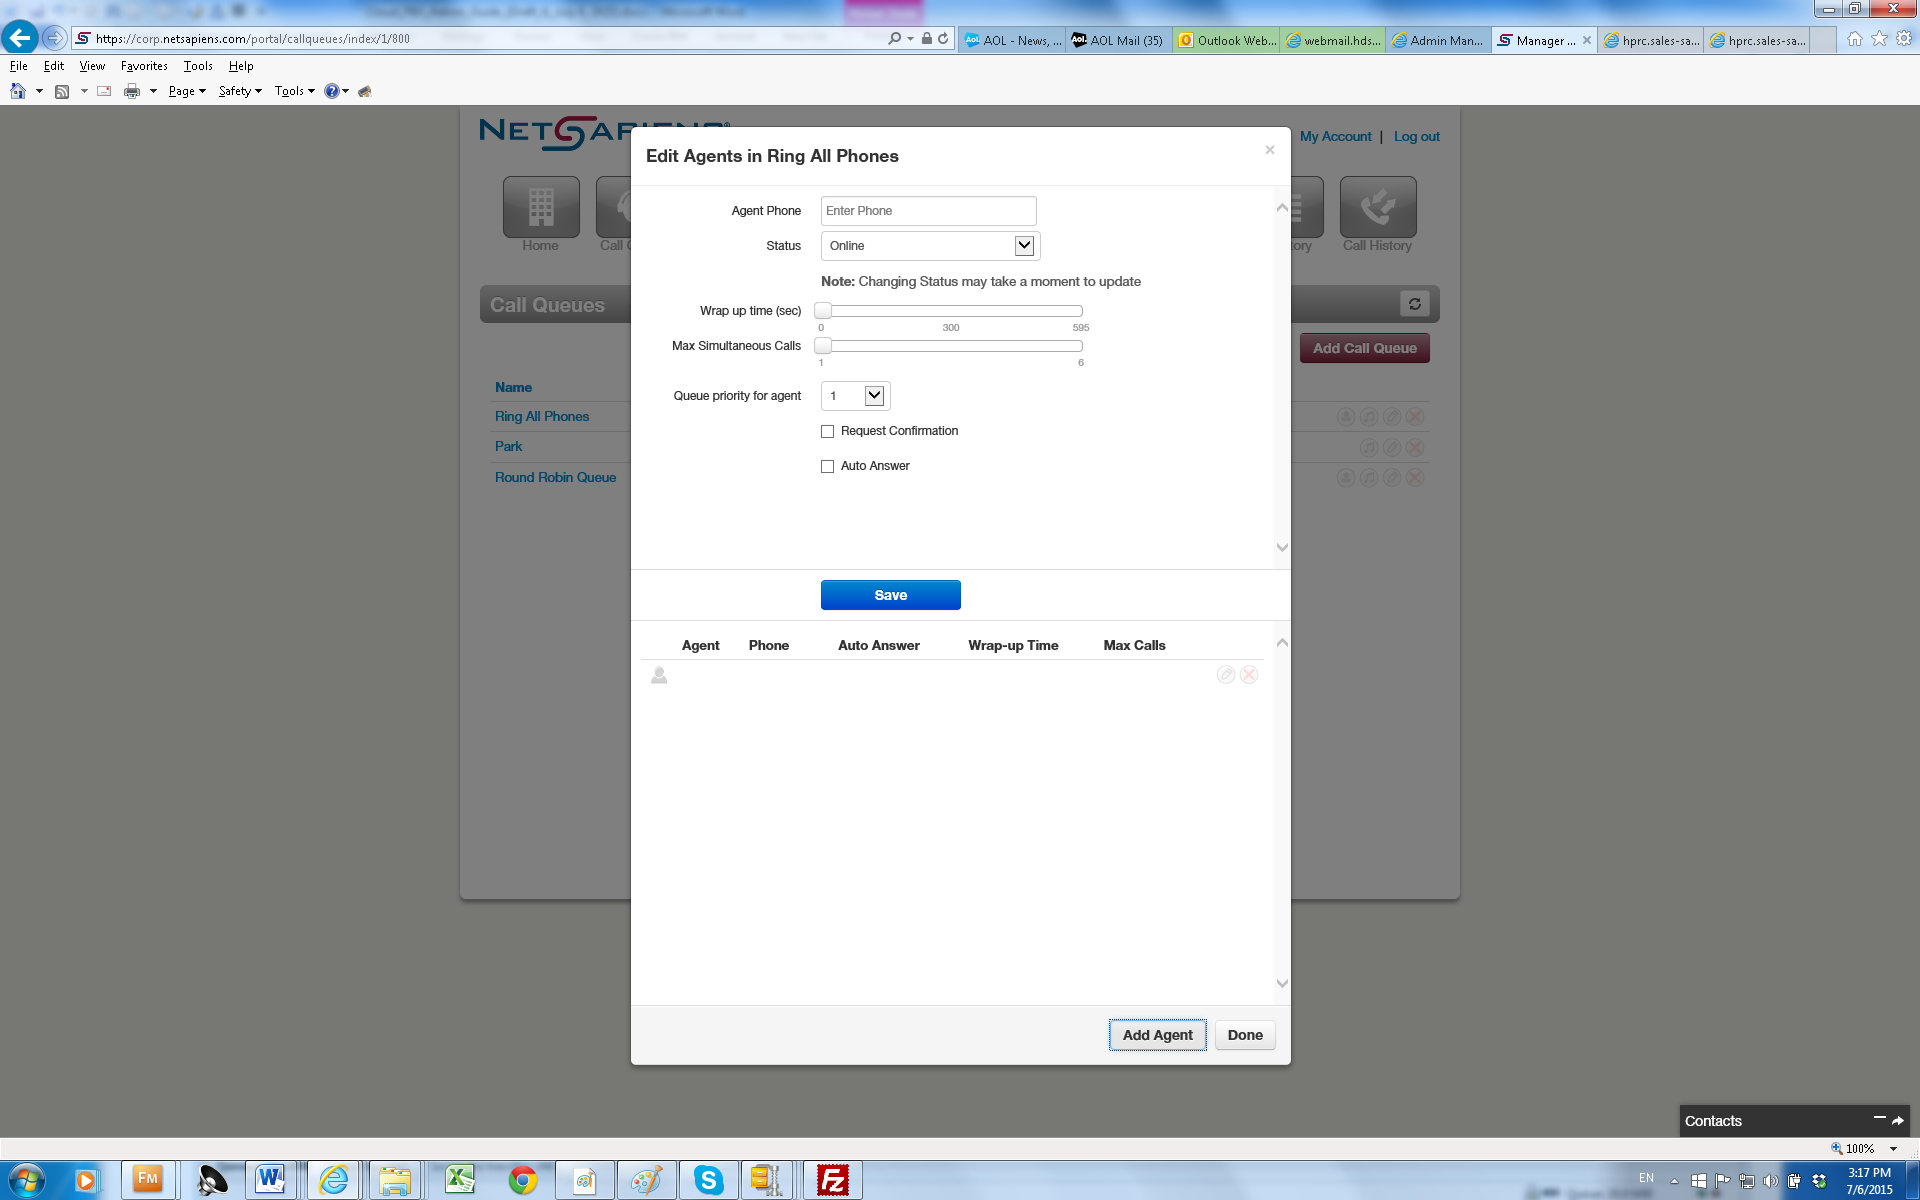 https://corp.netsapiens.com/portal/callqueues/index/1/800
AOL - News, ...
AOL Mail (35)
Outlook Web...
webmail.hds...
Admin Man...
Manager ...
hprc.sales-sa...
hprc.sales-sa...
File Edit View Favorites Tools Help
Page Safety Tools
My Account | Log out
Edit Agents in Ring All Phones
×
Home
Call History
Call Queues
Add Call Queue
Name
Ring All Phones
Park
Round Robin Queue
Agent Phone Enter Phone
Status Online
Note: Changing Status may take a moment to update
Wrap up time (sec)
0 300 595
Max Simultaneous Calls
1 6
Queue priority for agent 1
Request Confirmation
Auto Answer
Save
Agent Phone Auto Answer Wrap-up Time Max Calls
Add Agent Done
Contacts
100%
FM
EN
3:17 PM
7/6/2015